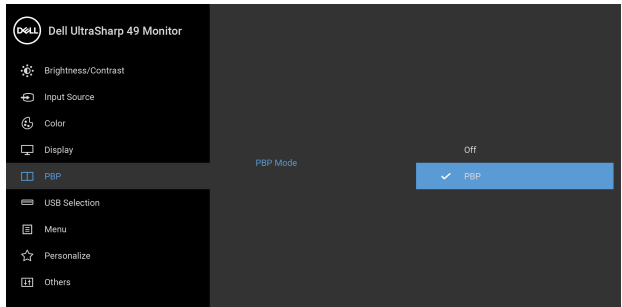 DELL Dell UltraSharp 49 Monitor
Brightness/Contrast
Input Source
Color
Display
PBP
USB Selection
Menu
Personalize
Others
PBP Mode
Off
PBP